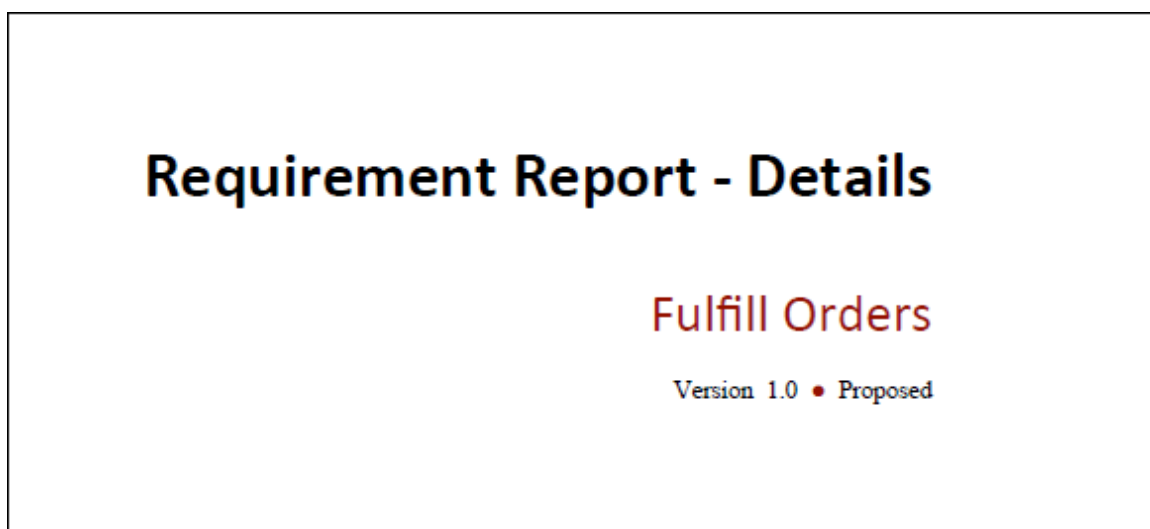 Requirement Report - Details
Fulfill Orders
Version 1.0 ● Proposed